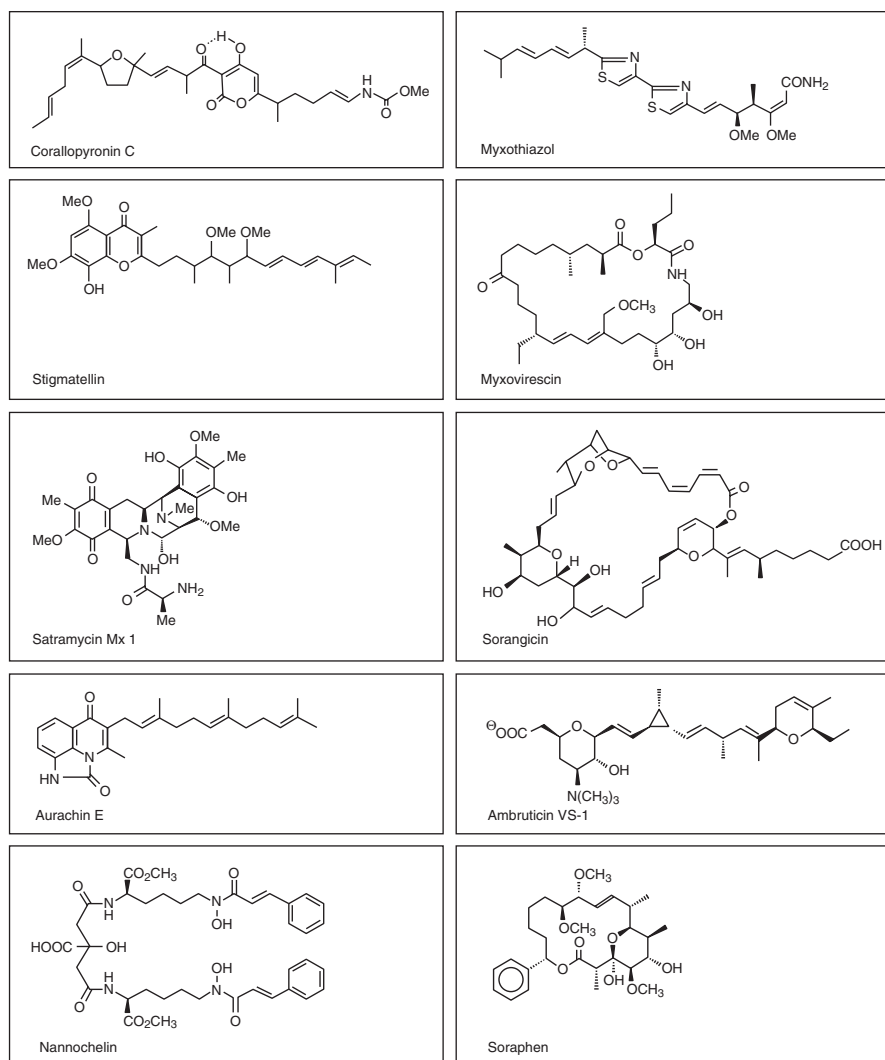 O H O
O
O O
H
N OMe
O
Corallopyronin C
N
S
N
S
CONH2
OMe OMe
Myxothiazol
MeO O
OMe OMe
MeO O
OH
Stigmatellin
O
O
O
NH
O
OCH3
OH
OH
OH
Myxovirescin
OMe
HO Me
O
Me OH
NMe
N OMe
MeO
O OH
NH
O NH2
Me
Satramycin Mx 1
O
O
O
O
O
H
OH
O
COOH
HO
HO
Sorangicin
O
N
HN
O
Aurachin E
⊖OOC
O
OH
N(CH3)3
O
Ambruticin VS-1
CO2CH3
O
N
H
O
N
OH
HOOC OH
OH
H
N N
O O
CO2CH3
Nannochelin
OCH3
OCH3
O
O
O
OH
OH
OCH3
Soraphen